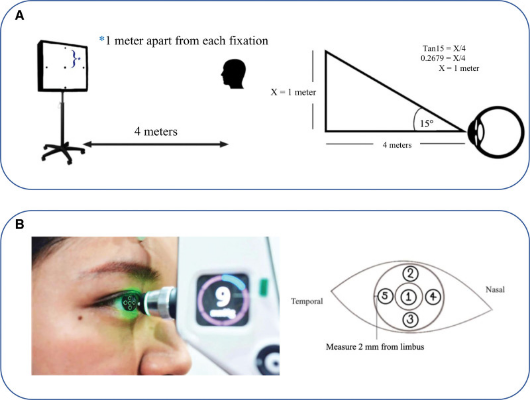 A
*1 meter apart from each fixation
4 meters
Tan15 = X/4
0.2679 = X/4
X = 1 meter
X = 1 meter
15°
4 meters
B
9
Temporal
Nasal
2
5 1 4
3
Measure 2 mm from limbus